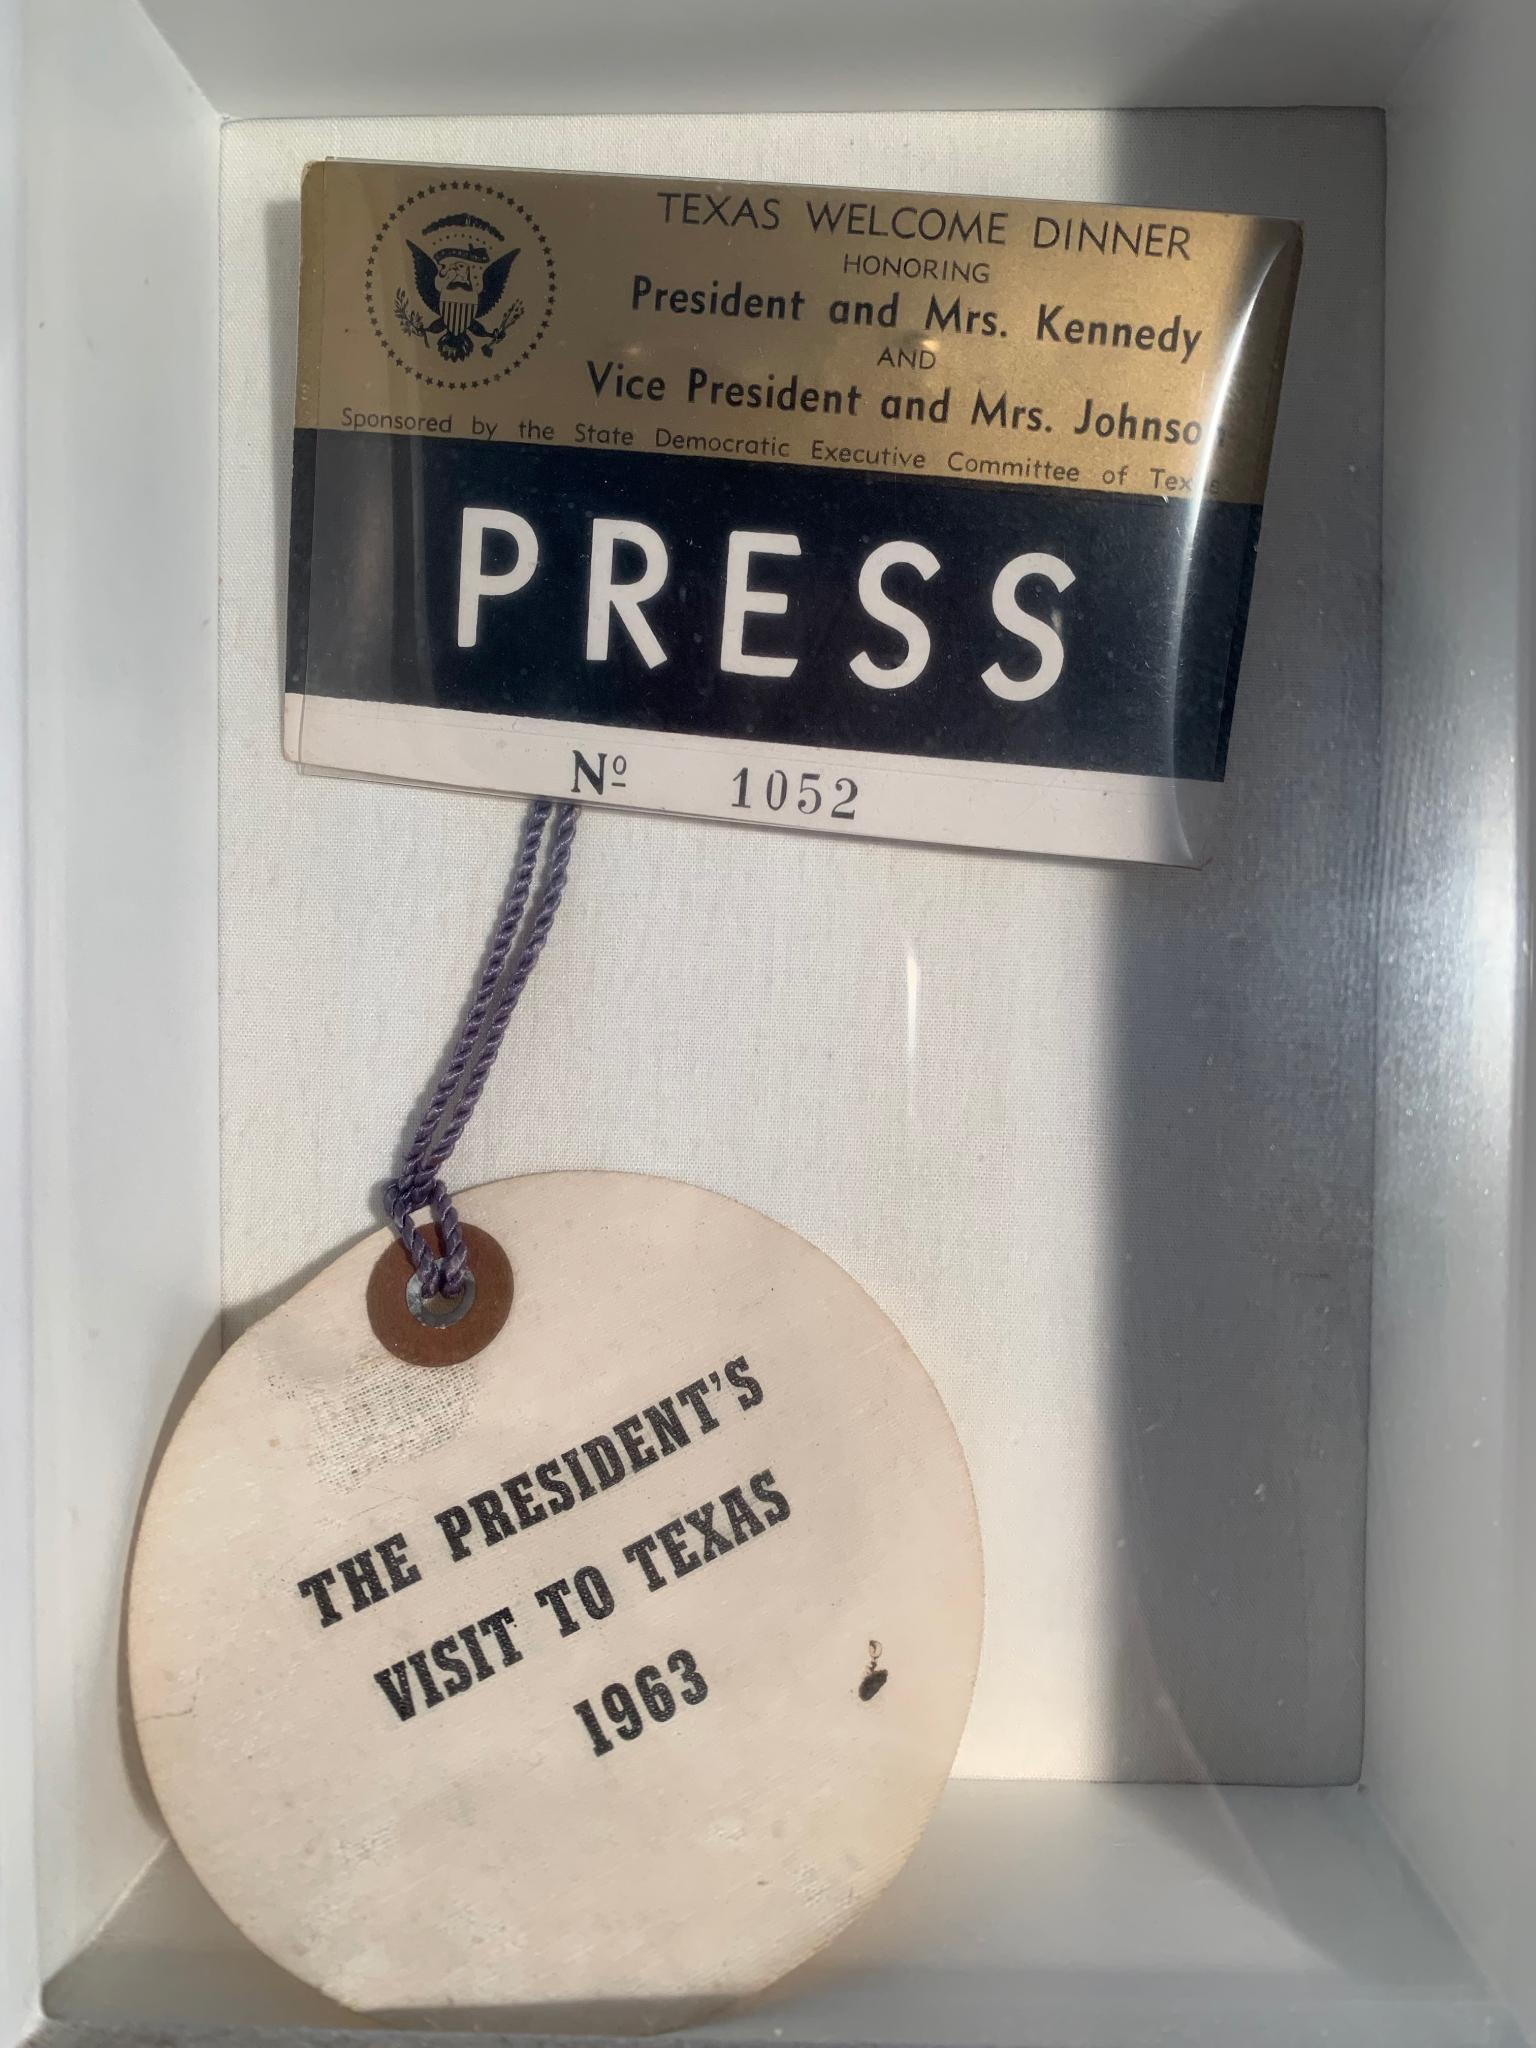 TEXAS WELCOME DINNER
HONORING
President and Mrs. Kennedy
AND
Vice President and Mrs. Johnson
Sponsored by the State Democratic Executive Committee of Texas
PRESS
Nº 1052
THE PRESIDENT'S
VISIT TO TEXAS
1963